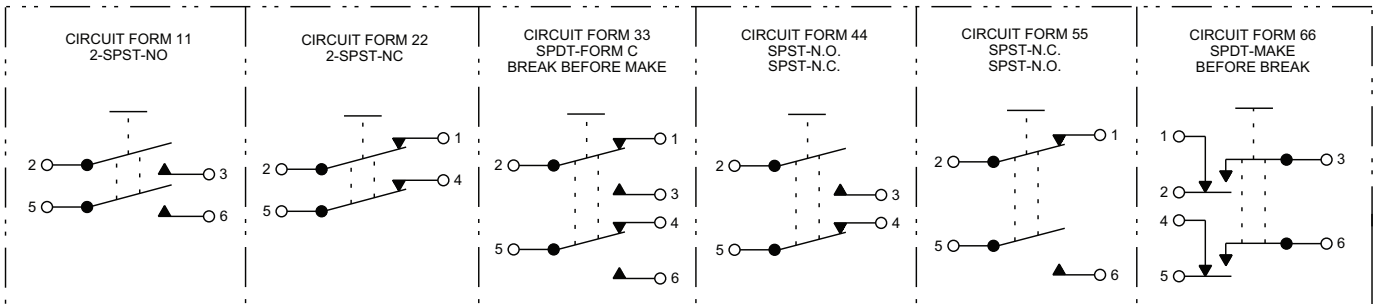 CIRCUIT FORM 11
2-SPST-NO
2
3
5
6
CIRCUIT FORM 22
2-SPST-NC
1
2
4
5
CIRCUIT FORM 33
SPDT-FORM C
BREAK BEFORE MAKE
1
2
3
4
5
6
CIRCUIT FORM 44
SPST-N.O.
SPST-N.C.
2
3
4
5
CIRCUIT FORM 55
SPST-N.C.
SPST-N.O.
1
2
5
6
CIRCUIT FORM 66
SPDT-MAKE
BEFORE BREAK
1
3
2
4
6
5